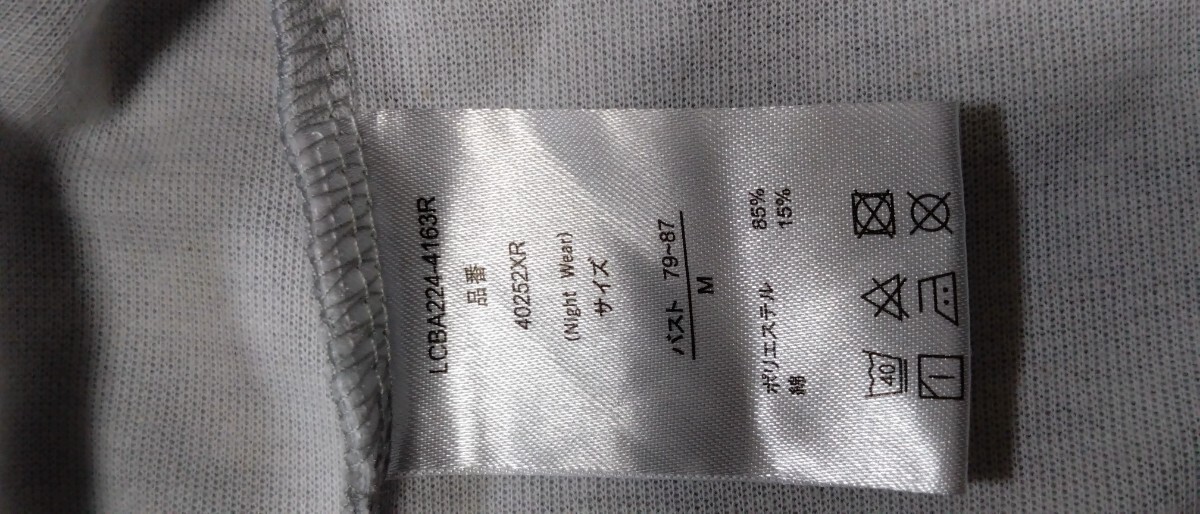 LCBA224-4163R
品番
40252XR
(Night Wear)
サイズ
バスト 79~87
M
ポリエステル 85%
綿 15%
40